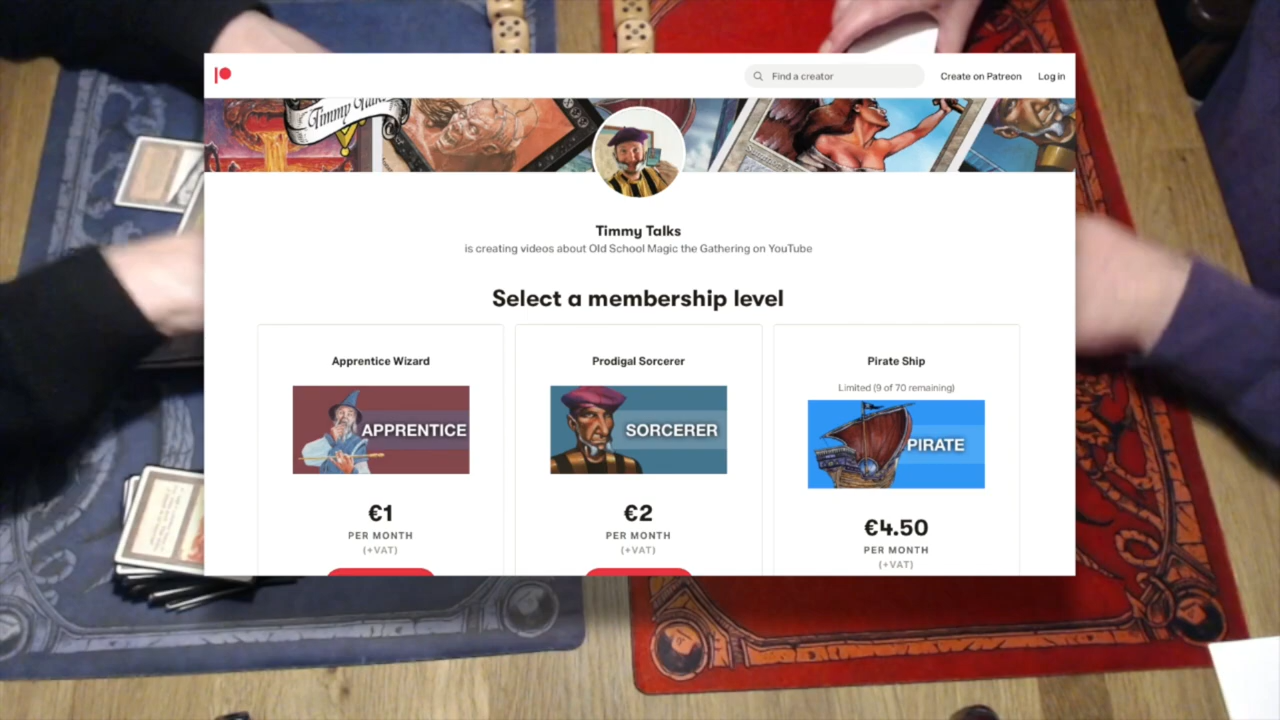 Find a creator
Create on Patreon
Log in
Timmy Talks
Timmy Talks
is creating videos about Old School Magic the Gathering on YouTube
Select a membership level
Apprentice Wizard
Prodigal Sorcerer
Pirate Ship
Limited (9 of 70 remaining)
APPRENTICE
SORCERER
PIRATE
€1
€2
€4.50
PER MONTH
PER MONTH
PER MONTH
(+VAT)
(+VAT)
(+VAT)